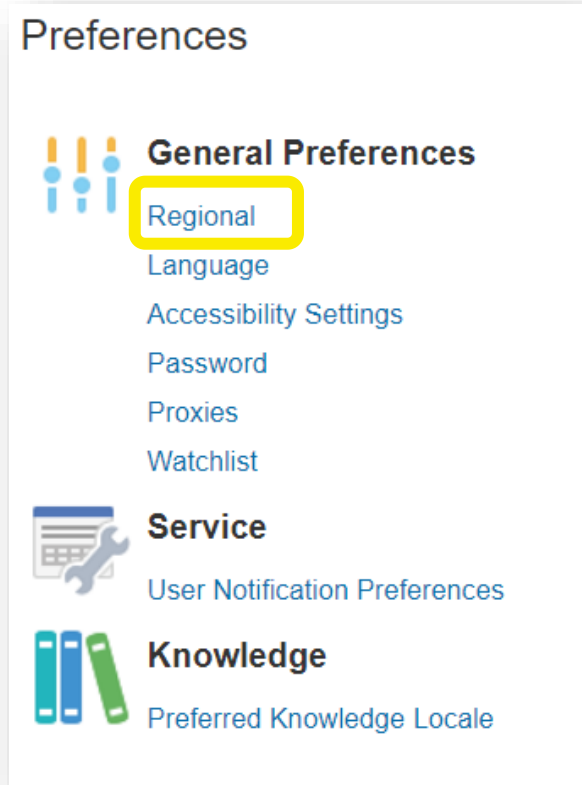 Preferences
General Preferences
Regional
Language
Accessibility Settings
Password
Proxies
Watchlist
Service
User Notification Preferences
Knowledge
Preferred Knowledge Locale